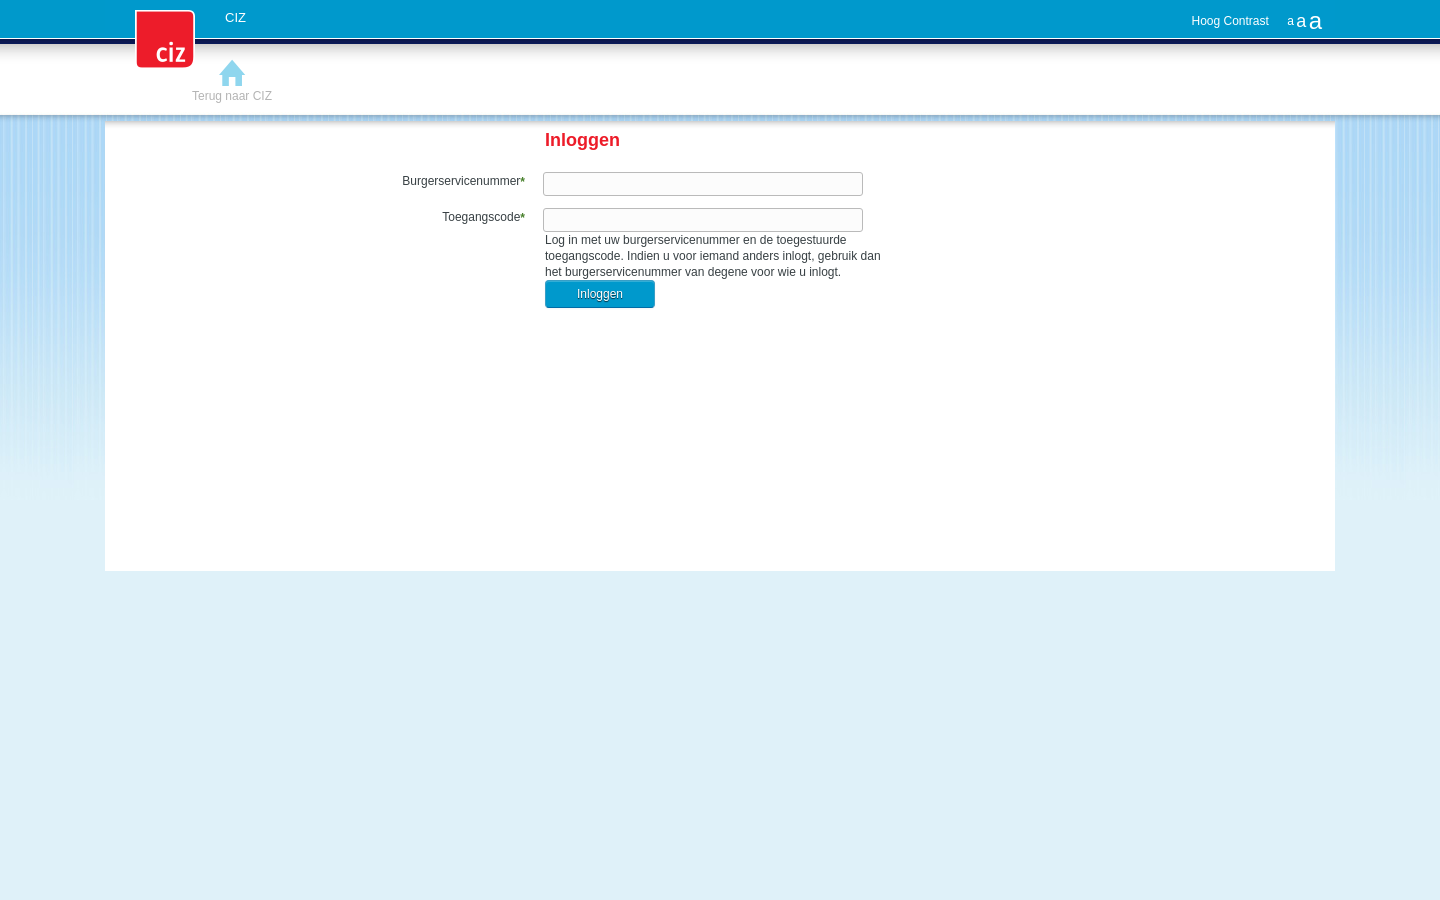 CIZ
Hoog Contrast a a a
ciz
Terug naar CIZ
Inloggen
Burgerservicenummer*
Toegangscode*
Log in met uw burgerservicenummer en de toegestuurde
toegangscode. Indien u voor iemand anders inlogt, gebruik dan
het burgerservicenummer van degene voor wie u inlogt.
Inloggen